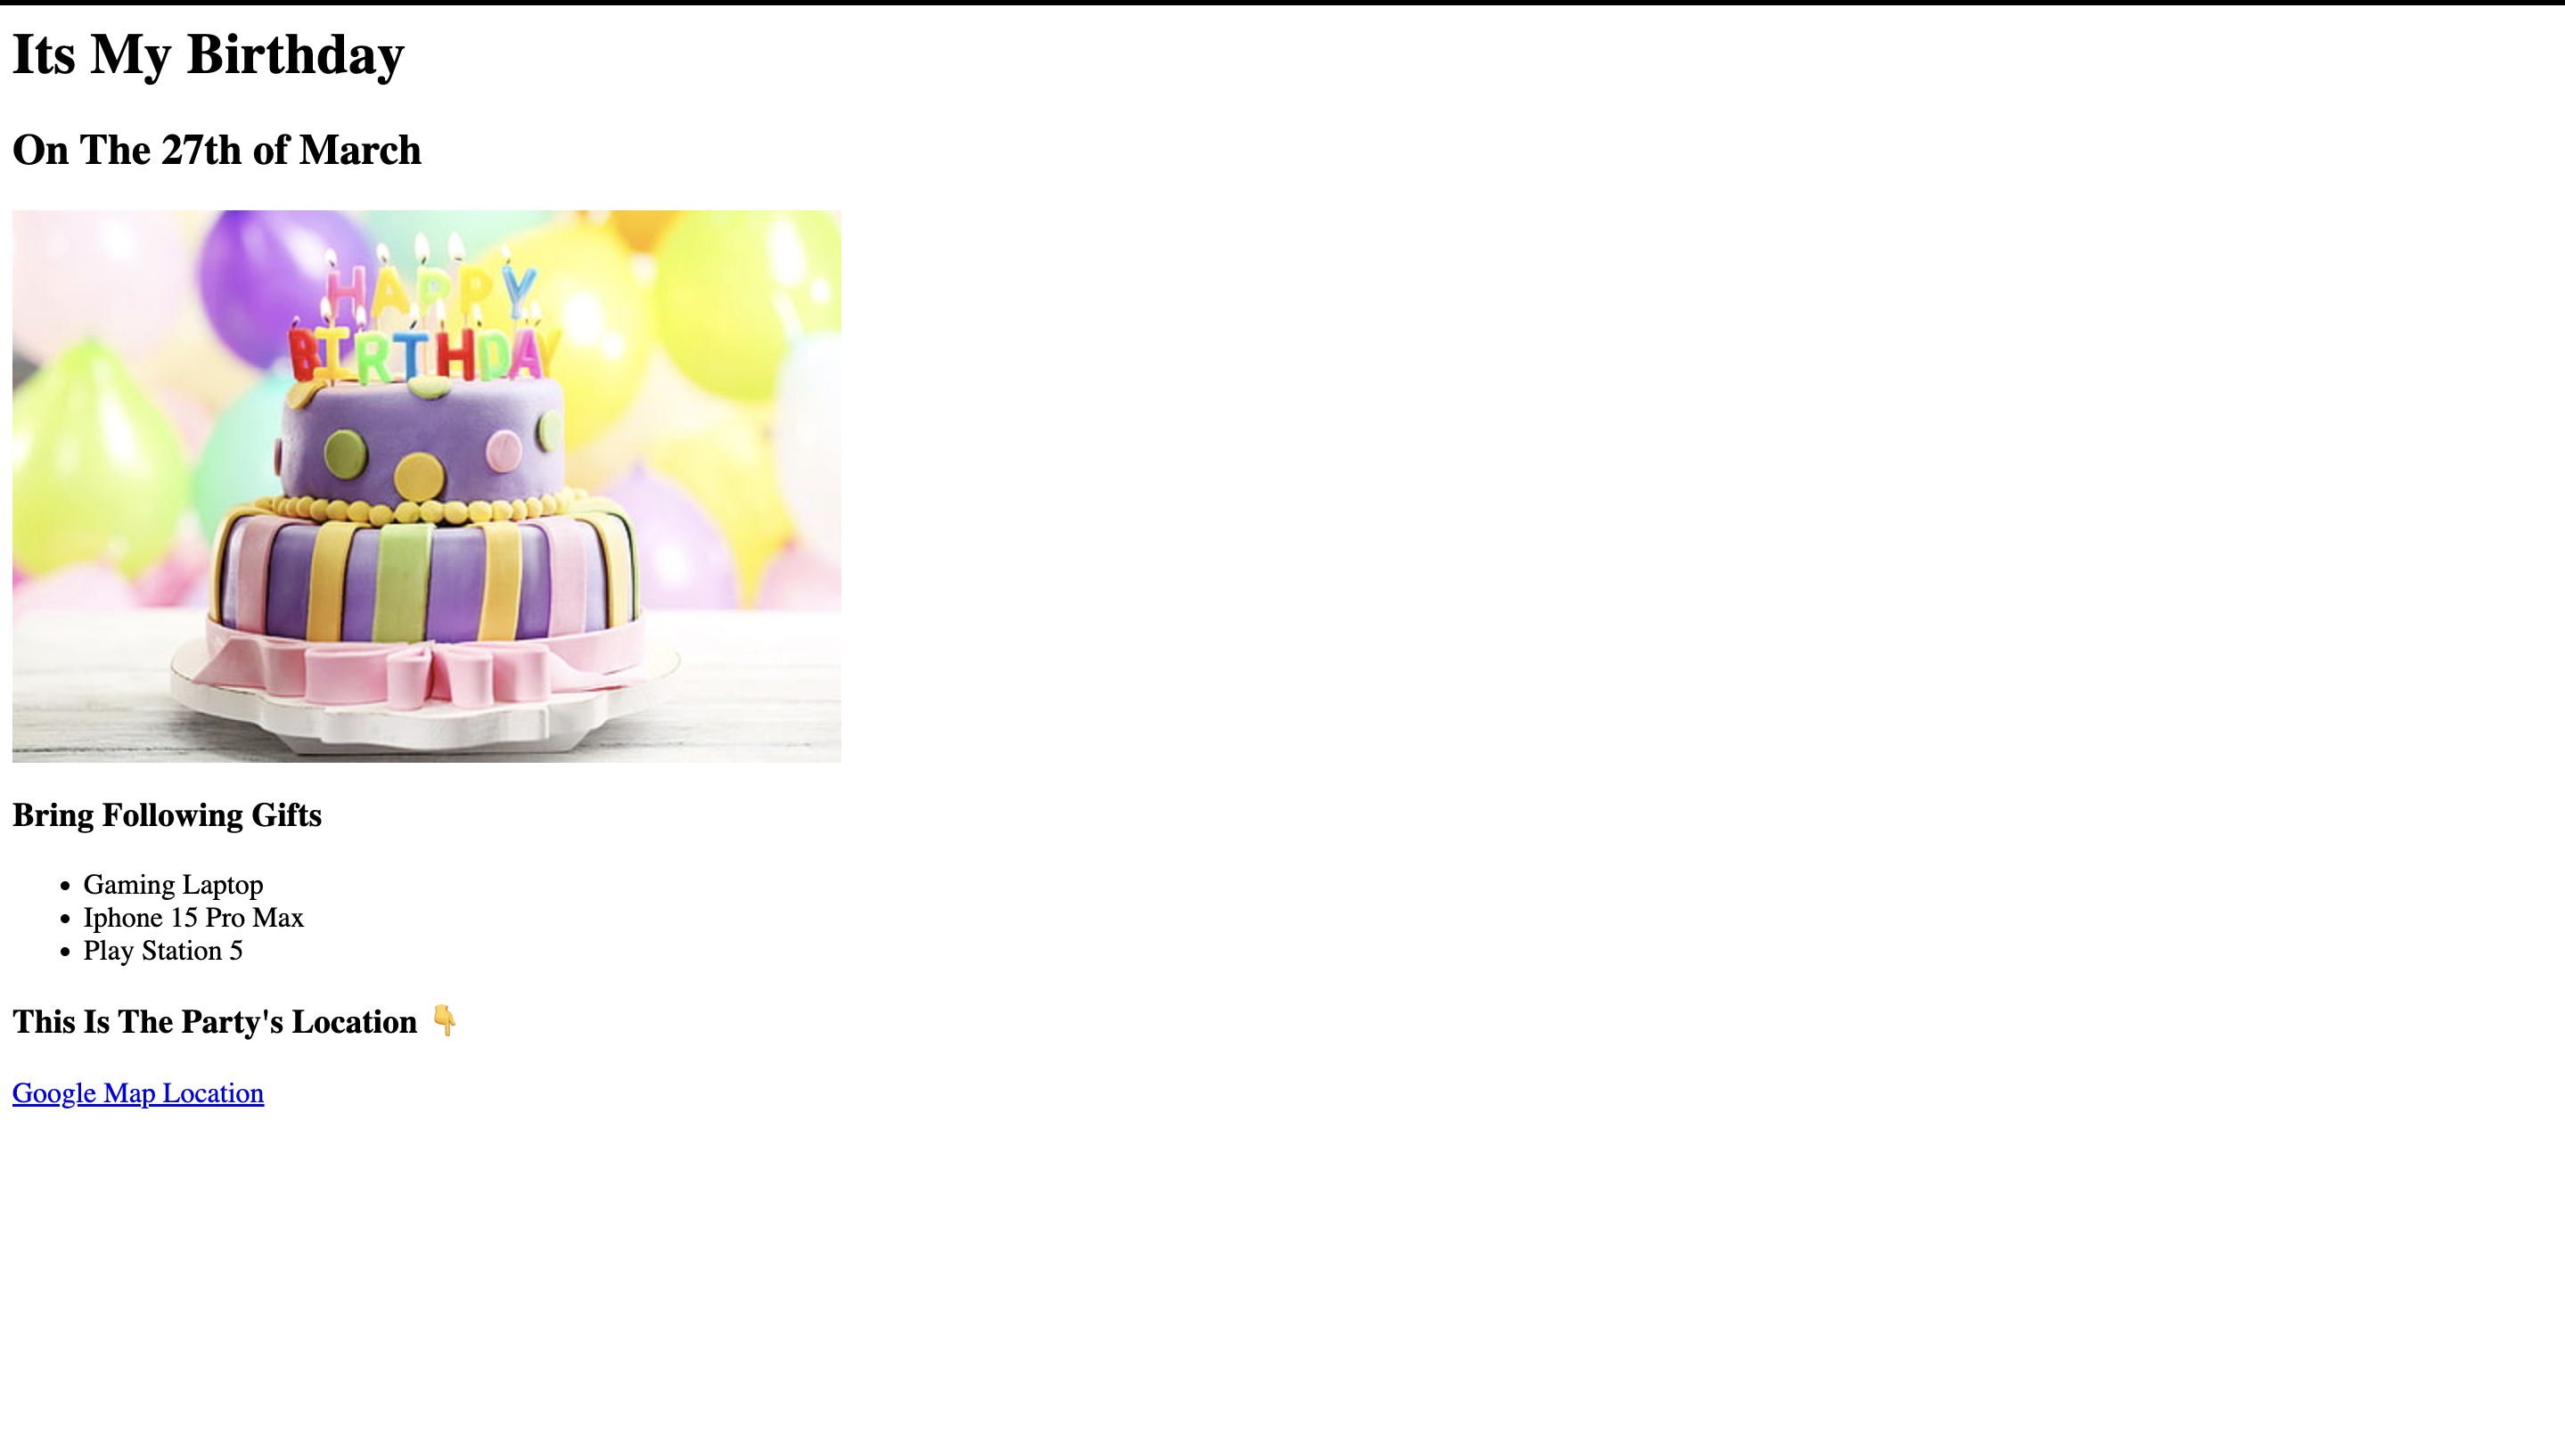 Its My Birthday
On The 27th of March
HAPPY
BIRTHDAY
Bring Following Gifts
Gaming Laptop
Iphone 15 Pro Max
Play Station 5
This Is The Party's Location 👇
Google Map Location